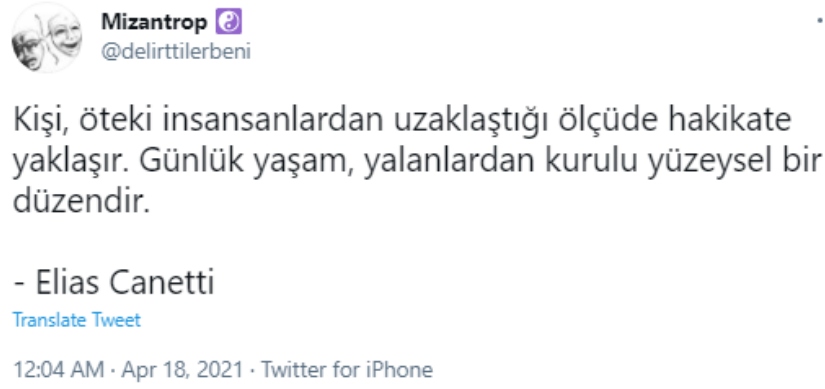 Mizantrop
@delirttilerbeni
Kişi, öteki insansanlardan uzaklaştığı ölçüde hakikate
yaklaşır. Günlük yaşam, yalanlardan kurulu yüzeysel bir
düzendir.
- Elias Canetti
Translate Tweet
12:04 AM · Apr 18, 2021 · Twitter for iPhone